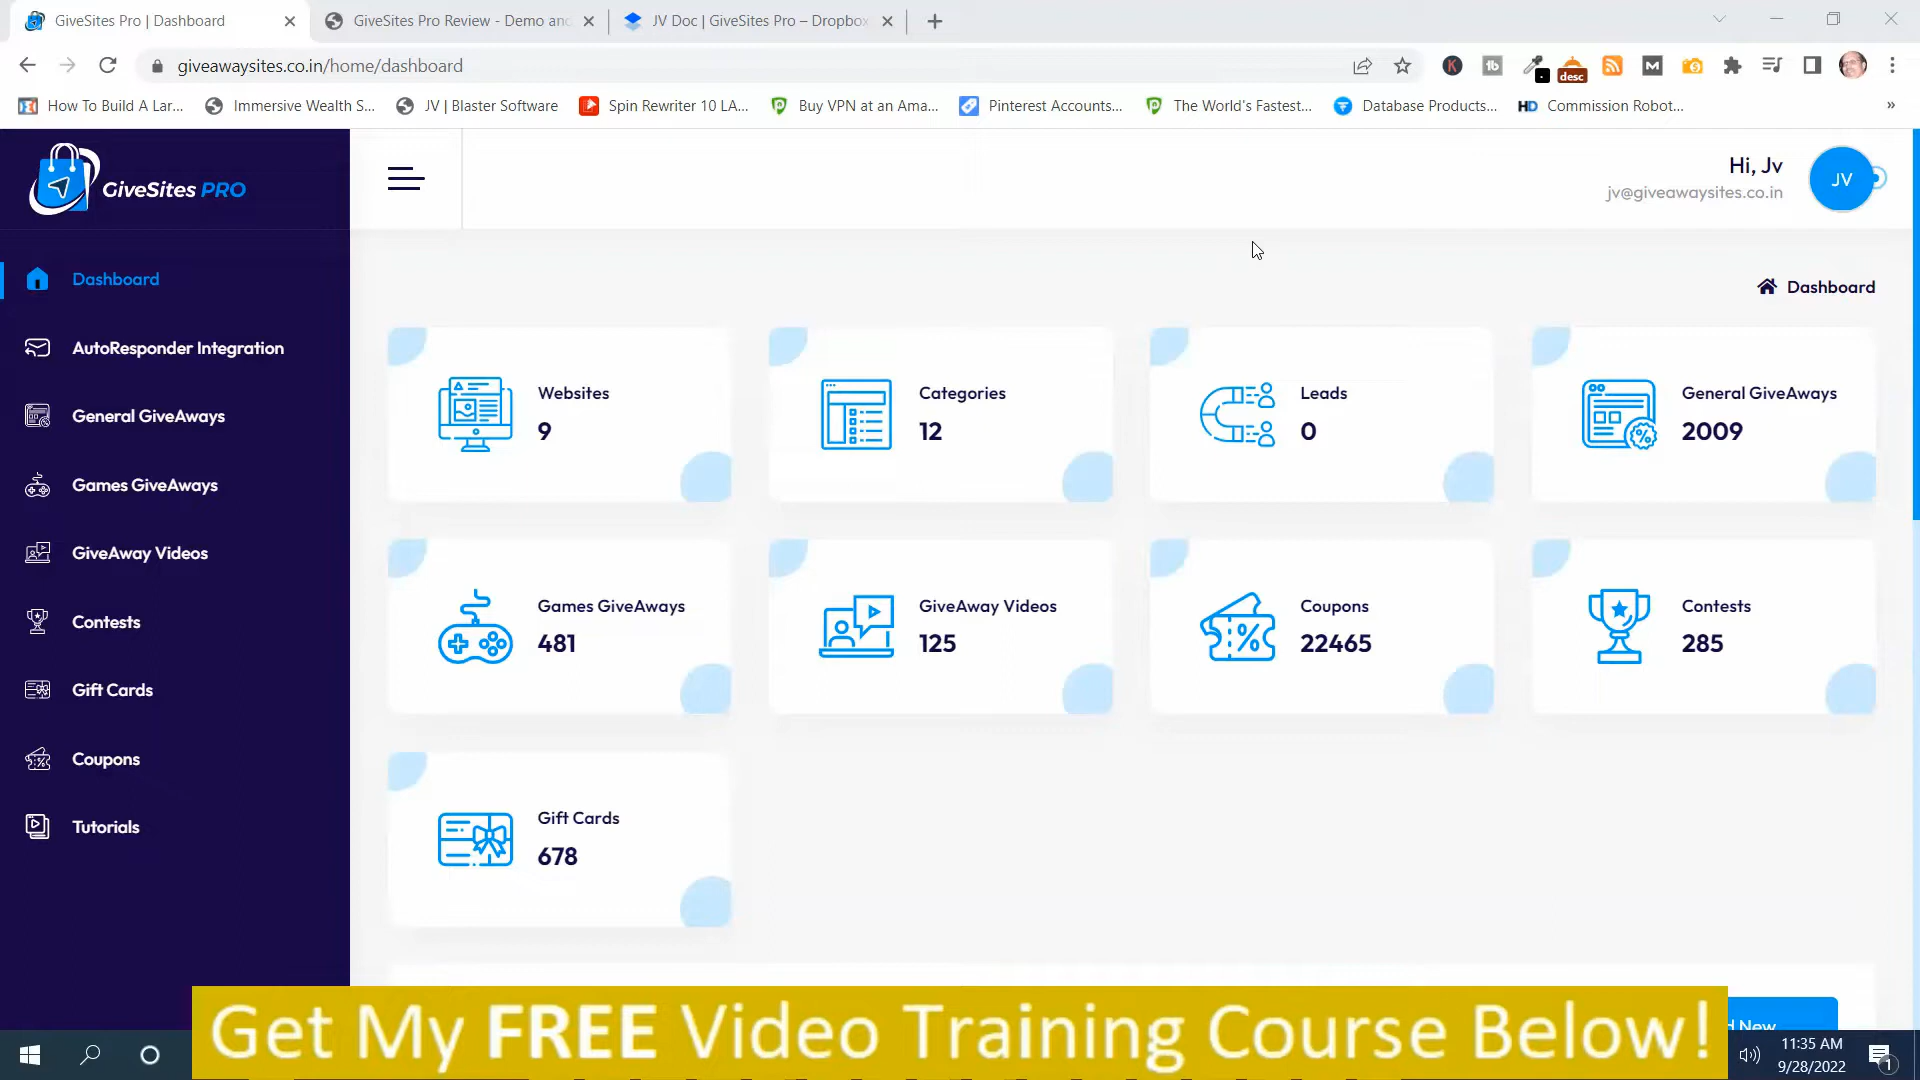 GiveSites Pro | Dashboard
GiveSites Pro Review - Demo and
JV Doc | GiveSites Pro – Dropbox
giveawaysites.co.in/home/dashboard
desc
How To Build A Lar...
Immersive Wealth S...
JV | Blaster Software
Spin Rewriter 10 LA...
Buy VPN at an Ama...
Pinterest Accounts...
The World's Fastest...
Database Products...
HD Commission Robot...
»
GiveSites PRO
Hi, Jv
jv@giveawaysites.co.in
JV
Dashboard
AutoResponder Integration
General GiveAways
Games GiveAways
GiveAway Videos
Contests
Gift Cards
Coupons
Tutorials
Dashboard
Websites
9
Categories
12
Leads
0
General GiveAways
2009
Games GiveAways
481
GiveAway Videos
125
Coupons
22465
Contests
285
Gift Cards
678
New
Get My FREE Video Training Course Below!
11:35 AM
9/28/2022
1